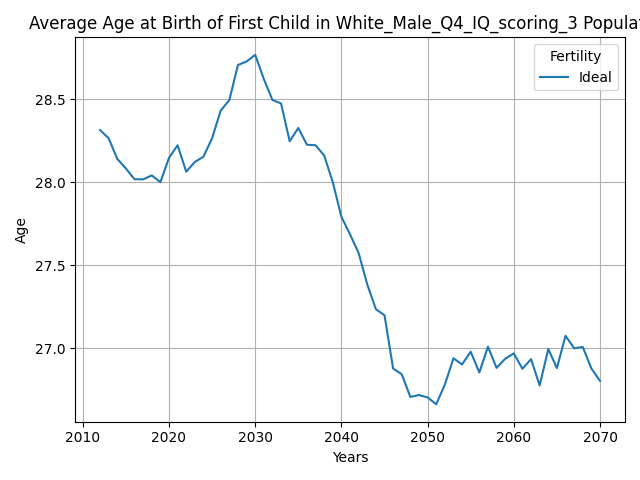 Average Age at Birth of First Child in White_Male_Q4_IQ_scoring_3 Populat
Fertility
Ideal
28.5
28.0
27.5
27.0
Age
2010 2020 2030 2040 2050 2060 2070
Years